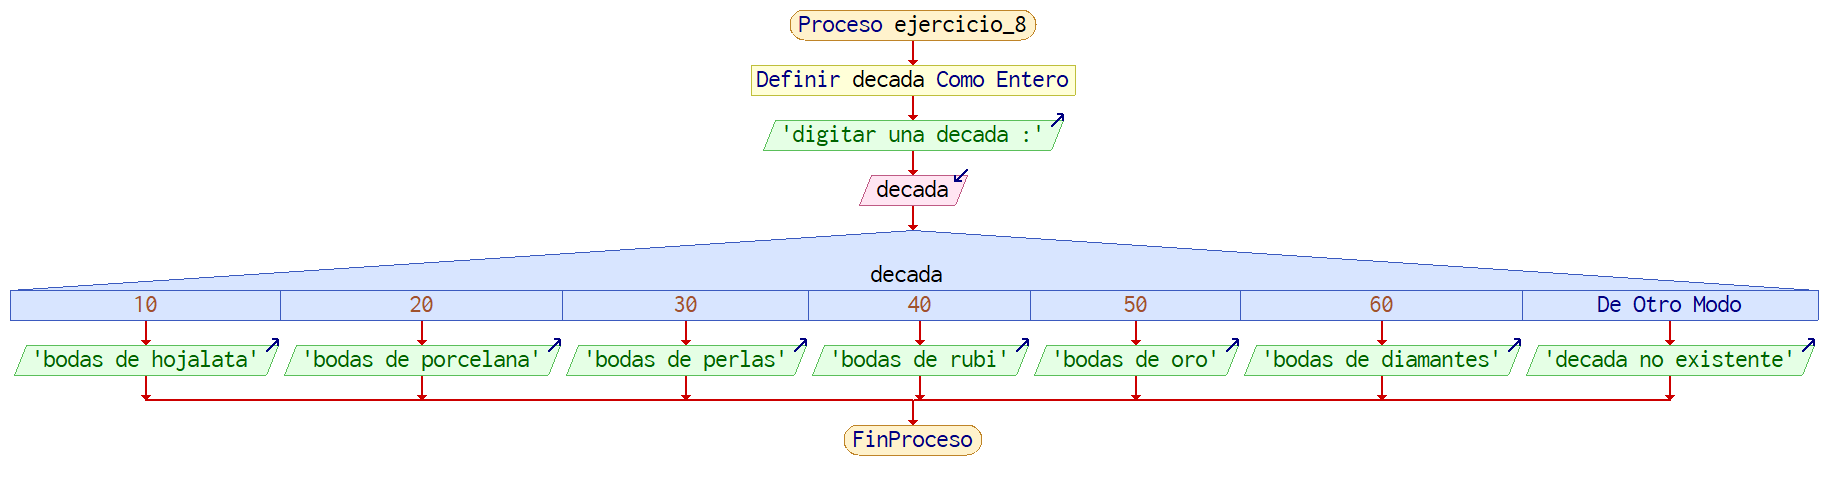 Proceso ejercicio_8
Definir decada Como Entero
'digitar una decada :'
decada
decada
10 20 30 40 50 60 De Otro Modo
'bodas de hojalata' 'bodas de porcelana' 'bodas de perlas' 'bodas de rubi' 'bodas de oro' 'bodas de diamantes' 'decada no existente'
FinProceso